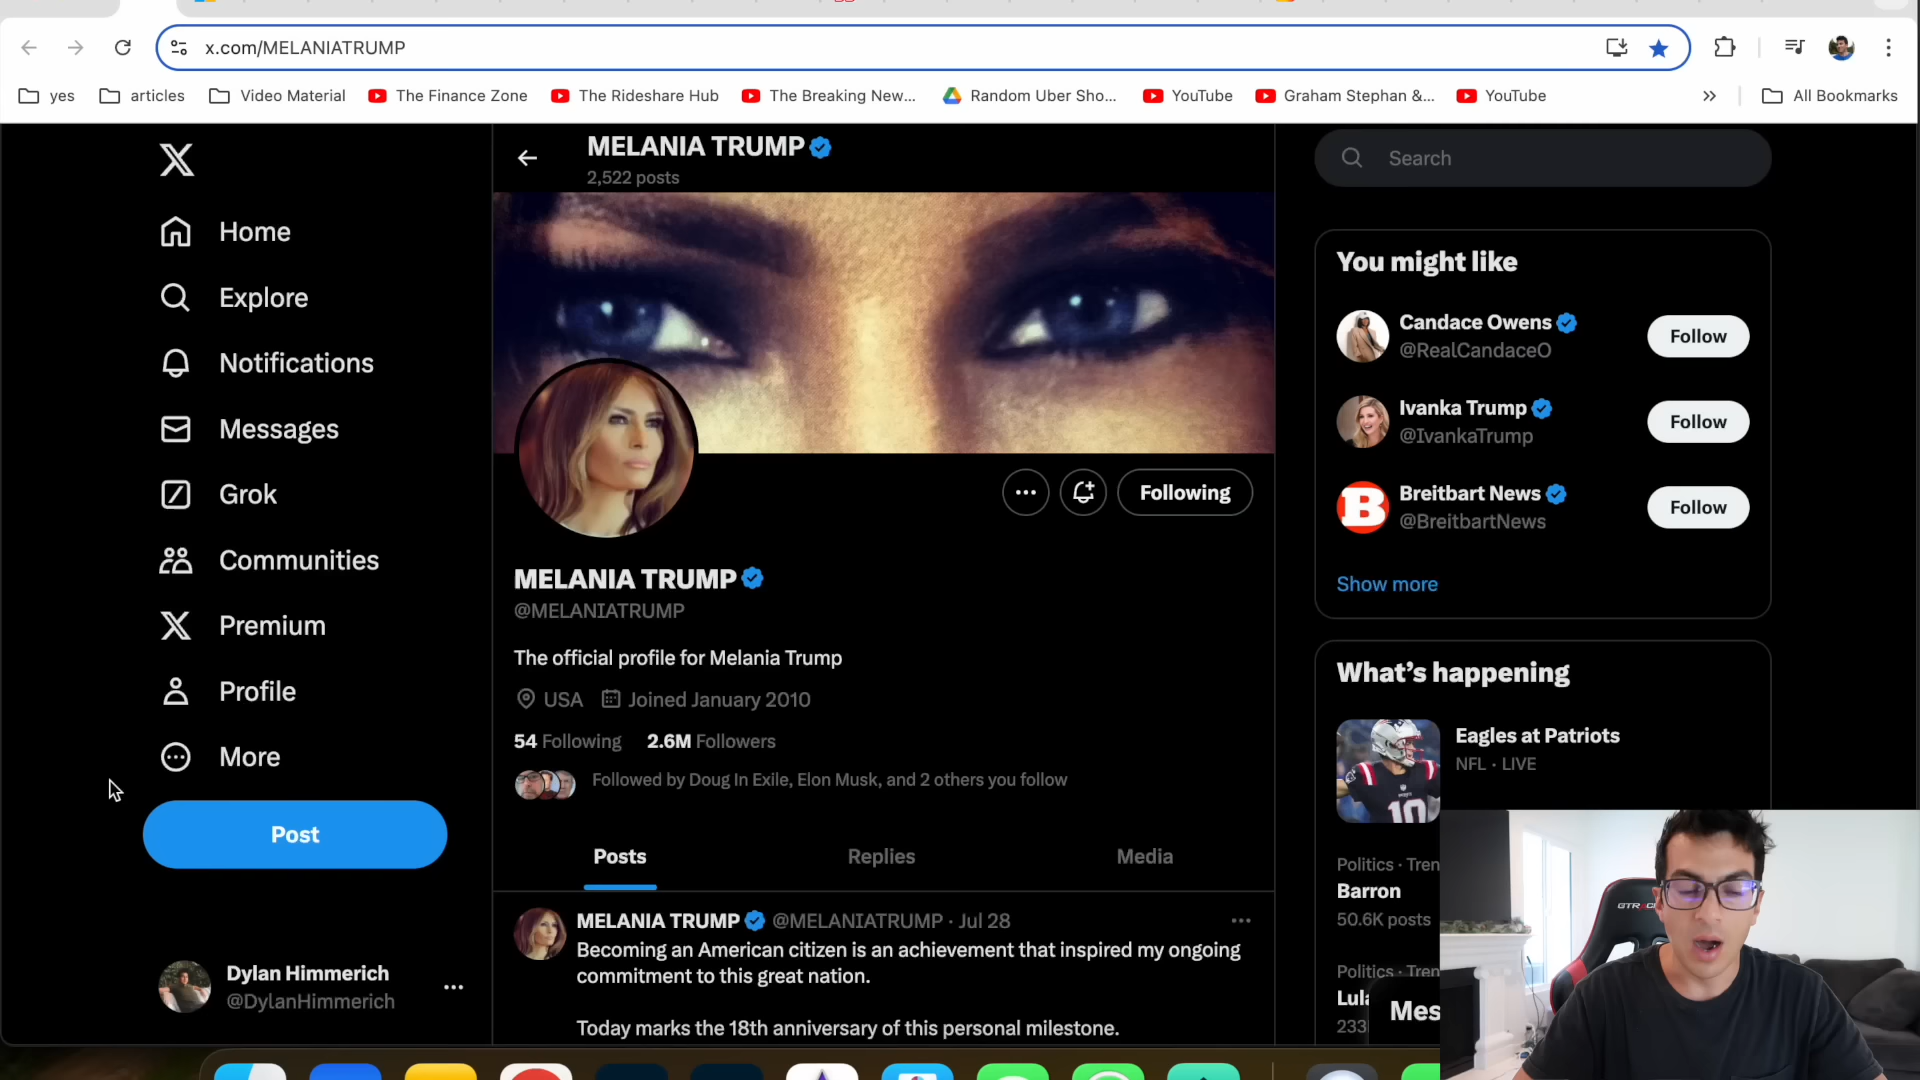 x.com/MELANIATRUMP
yes
articles
Video Material
The Finance Zone
The Rideshare Hub
The Breaking New...
Random Uber Sho...
YouTube
Graham Stephan &...
YouTube
All Bookmarks
Home
Explore
Notifications
Messages
Grok
Communities
Premium
Profile
More
Post
Dylan Himmerich
@DylanHimmerich
MELANIA TRUMP
2,522 posts
Following
MELANIA TRUMP
@MELANIATRUMP
The official profile for Melania Trump
USA Joined January 2010
54 Following 2.6M Followers
Followed by Doug In Exile, Elon Musk, and 2 others you follow
Posts Replies Media
MELANIA TRUMP @MELANIATRUMP · Jul 28
Becoming an American citizen is an achievement that inspired my ongoing
commitment to this great nation.
Today marks the 18th anniversary of this personal milestone.
Search
You might like
Candace Owens
@RealCandaceO
Follow
Ivanka Trump
@IvankaTrump
Follow
B
Breitbart News
@BreitbartNews
Follow
Show more
What's happening
Eagles at Patriots
NFL · LIVE
10
Politics · Tren
Barron
50.6K posts
Politics · Tren
Lula
233
Mes